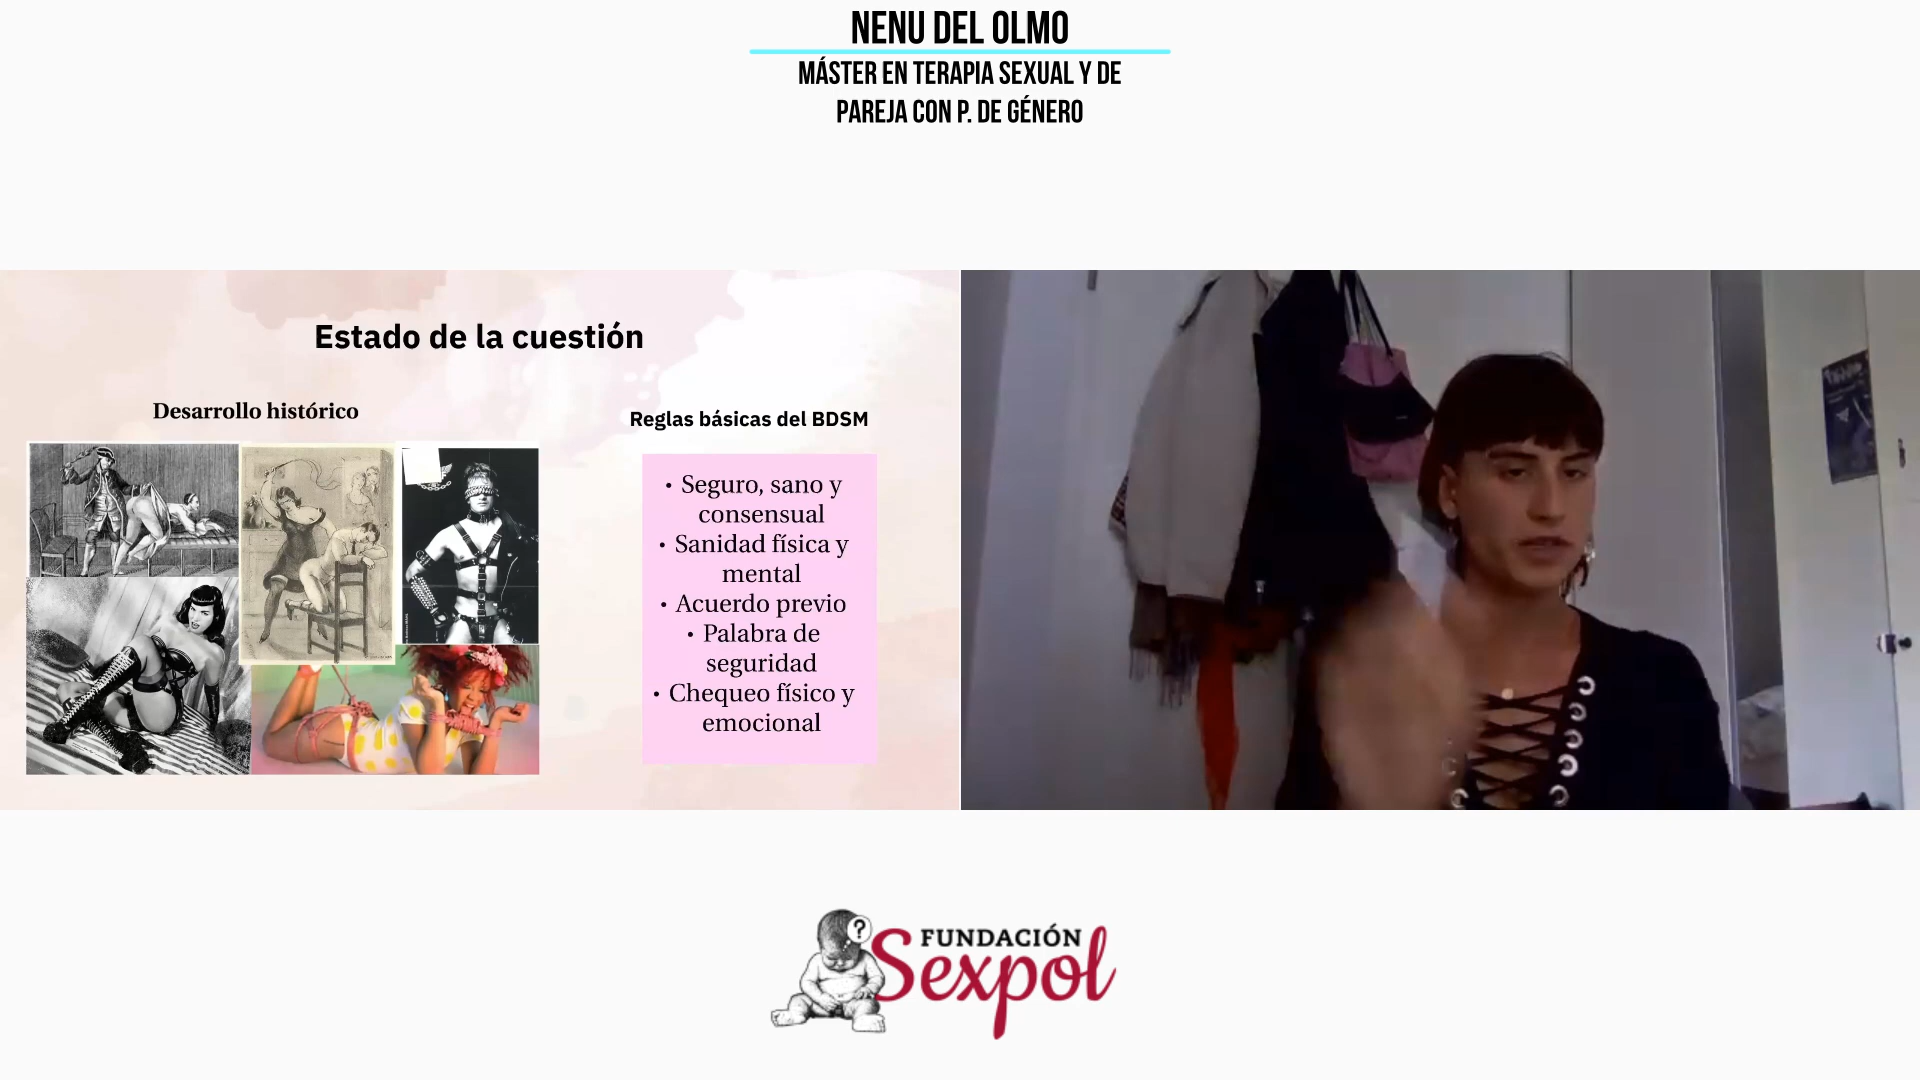 NENU DEL OLMO
MÁSTER EN TERAPIA SEXUAL Y DE
PAREJA CON P. DE GÉNERO
Estado de la cuestión
Desarrollo histórico
Reglas básicas del BDSM
• Seguro, sano y
consensual
• Sanidad física y
mental
• Acuerdo previo
• Palabra de
seguridad
• Chequeo físico y
emocional
?
FUNDACIÓN
Sexpol